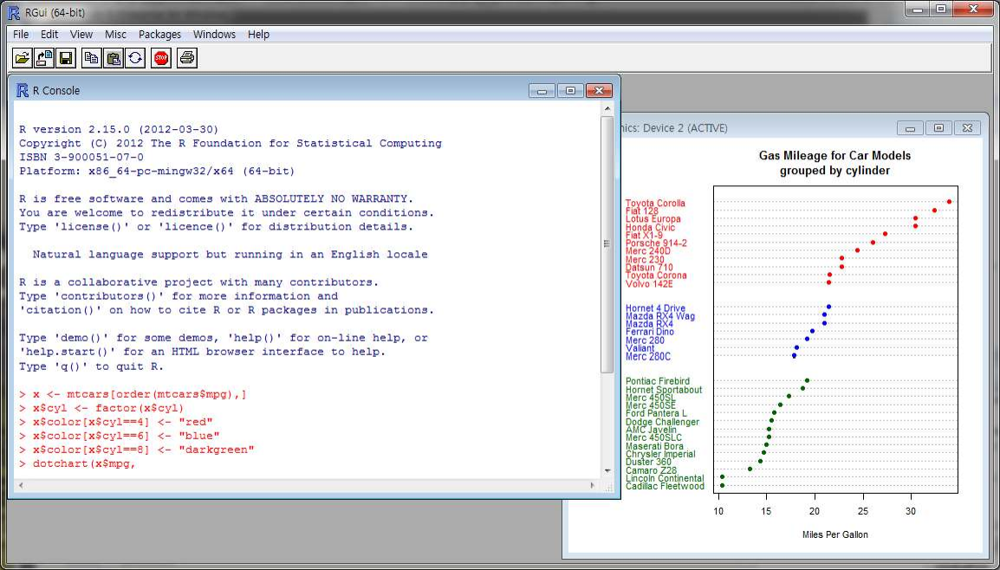 RGui (64-bit)
File Edit View Misc Packages Windows Help
STOP
R Console
R version 2.15.0 (2012-03-30)
Copyright (C) 2012 The R Foundation for Statistical Computing
ISBN 3-900051-07-0
Platform: x86_64-pc-mingw32/x64 (64-bit)
R is free software and comes with ABSOLUTELY NO WARRANTY.
You are welcome to redistribute it under certain conditions.
Type 'license()' or 'licence()' for distribution details.
Natural language support but running in an English locale
R is a collaborative project with many contributors.
Type 'contributors()' for more information and
'citation()' on how to cite R or R packages in publications.
Type 'demo()' for some demos, 'help()' for on-line help, or
'help.start()' for an HTML browser interface to help.
Type 'q()' to quit R.
> x <- mtcars[order(mtcars$mpg),]
> x$cyl <- factor(x$cyl)
> x$color[x$cyl==4] <- "red"
> x$color[x$cyl==6] <- "blue"
> x$color[x$cyl==8] <- "darkgreen"
> dotchart(x$mpg,
Device 2 (ACTIVE)
Gas Mileage for Car Models
grouped by cylinder
Toyota Corolla
Fiat 128
Lotus Europa
Honda Civic
Fiat X1-9
Porsche 914-2
Merc 240D
Merc 230
Datsun 710
Toyota Corona
Volvo 142E
Hornet 4 Drive
Mazda RX4 Wag
Mazda RX4
Ferrari Dino
Merc 280
Valiant
Merc 280C
Pontiac Firebird
Hornet Sportabout
Merc 450SL
Merc 450SE
Ford Pantera L
Dodge Challenger
AMC Javelin
Merc 450SLC
Maserati Bora
Chrysler Imperial
Duster 360
Camaro Z28
Lincoln Continental
Cadillac Fleetwood
10 15 20 25 30
Miles Per Gallon